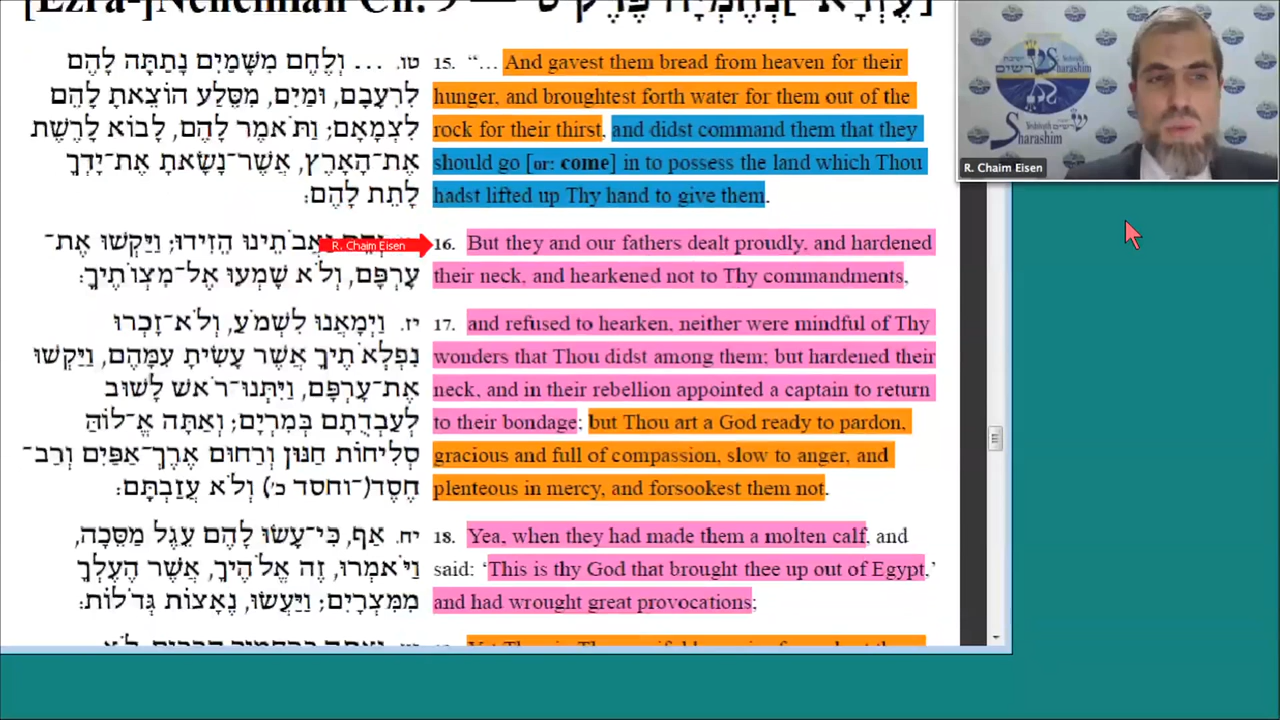 [Ezra-]Nehemiah Ch. 9 — [עֶזְרָא־]נְחֶמְיָה פֶּרֶק ט
15. “… And gavest them bread from heaven for their
hunger, and broughtest forth water for them out of the
rock for their thirst, and didst command them that they
should go [or: come] in to possess the land which Thou
hadst lifted up Thy hand to give them.
טו. … וְלֶחֶם מִשָּׁמַיִם נָתַתָּה לָהֶם
לִרְעָבָם, וּמַיִם, מִסֶּלַע הוֹצֵאתָ לָהֶם
לִצְמָאָם; וַתֹּאמֶר לָהֶם, לָבוֹא לָרֶשֶׁת
אֶת־הָאָרֶץ, אֲשֶׁר־נָשָׂאתָ אֶת־יָדְךָ
לָתֵת לָהֶם:
16. But they and our fathers dealt proudly, and hardened
their neck, and hearkened not to Thy commandments,
וַאֲבֹתֵינוּ הֵזִידוּ; וַיַּקְשׁוּ אֶת־
עָרְפָּם, וְלֹא שָׁמְעוּ אֶל־מִצְוֹתֶיךָ:
R. Chaim Eisen
17. and refused to hearken, neither were mindful of Thy
wonders that Thou didst among them; but hardened their
neck, and in their rebellion appointed a captain to return
to their bondage; but Thou art a God ready to pardon,
gracious and full of compassion, slow to anger, and
plenteous in mercy, and forsookest them not.
יז. וַיְמָאֲנוּ לִשְׁמֹעַ, וְלֹא־זָכְרוּ
נִפְלְאֹתֶיךָ אֲשֶׁר עָשִׂיתָ עִמָּהֶם, וַיַּקְשׁוּ
אֶת־עָרְפָּם, וַיִּתְּנוּ־רֹאשׁ לָשׁוּב
לְעַבְדֻתָם בְּמִרְיָם; וְאַתָּה אֱ־לוֹהַּ
סְלִיחוֹת חַנּוּן וְרַחוּם אֶרֶךְ־אַפַּיִם וְרַב־
חֶסֶד(־וחסד כ׳) וְלֹא עֲזַבְתָּם:
18. Yea, when they had made them a molten calf, and
said: ‘This is thy God that brought thee up out of Egypt,’
and had wrought great provocations;
יח. אַף, כִּי־עָשׂוּ לָהֶם עֵגֶל מַסֵּכָה,
וַיֹּאמְרוּ, זֶה אֱלֹהֶיךָ, אֲשֶׁר הֶעֶלְךָ
מִמִּצְרָיִם; וַיַּעֲשׂוּ, נֶאָצוֹת גְּדֹלוֹת:
Yeshivath
Sharashim
ישיבת
שרשים
R. Chaim Eisen